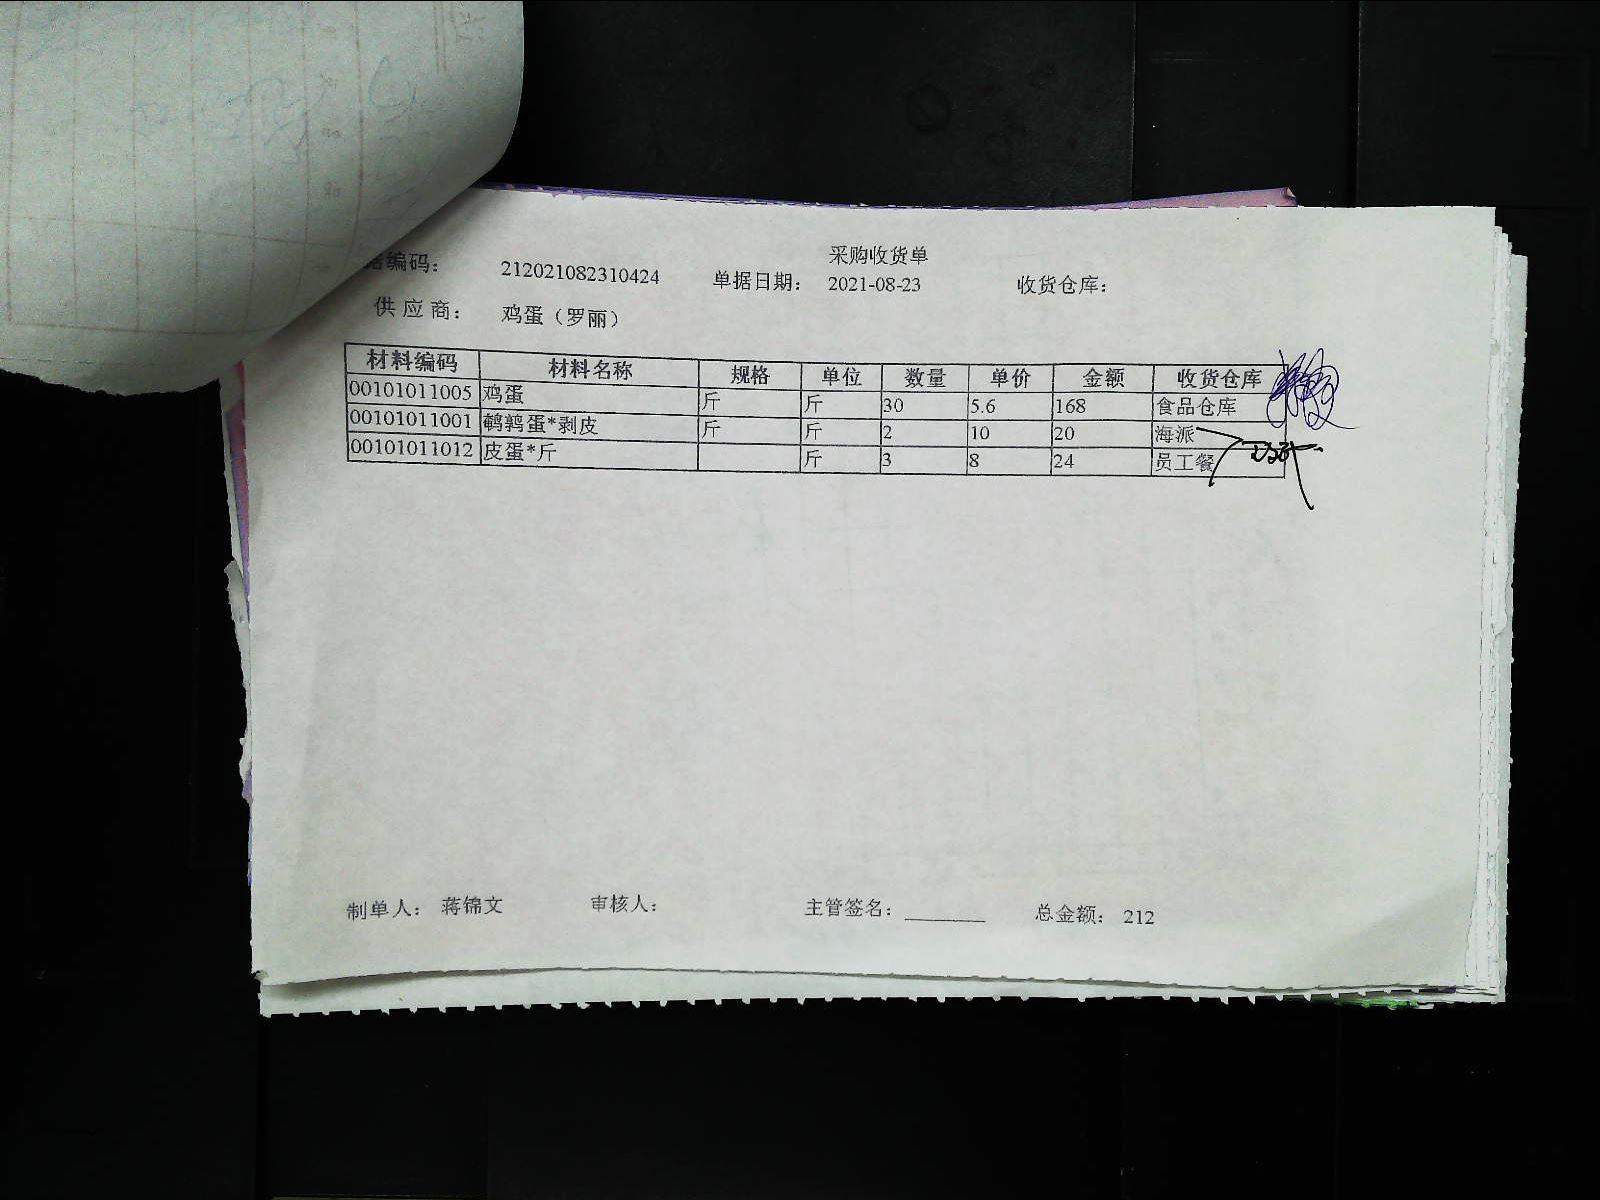 采购收货单
编码： 212021082310424 单据日期： 2021-08-23 收货仓库：
供应商： 鸡蛋（罗丽）
材料编码 材料名称 规格 单位 数量 单价 金额 收货仓库
00101011005 鸡蛋 斤 斤 30 5.6 168 食品仓库
00101011001 鹌鹑蛋*剥皮 斤 斤 2 10 20 海派
00101011012 皮蛋*斤 斤 3 8 24 员工餐
制单人： 蒋锦文 审核人： 主管签名： 总金额： 212